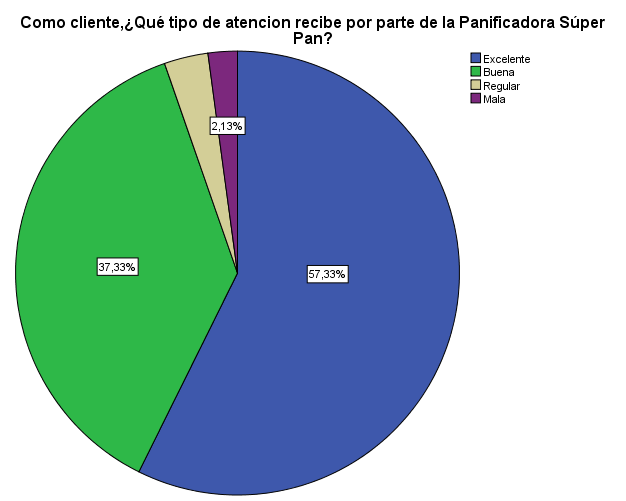 Como cliente,¿Qué tipo de atencion recibe por parte de la Panificadora Súper
Pan?
Excelente
Buena
Regular
Mala
2,13%
37,33%
57,33%